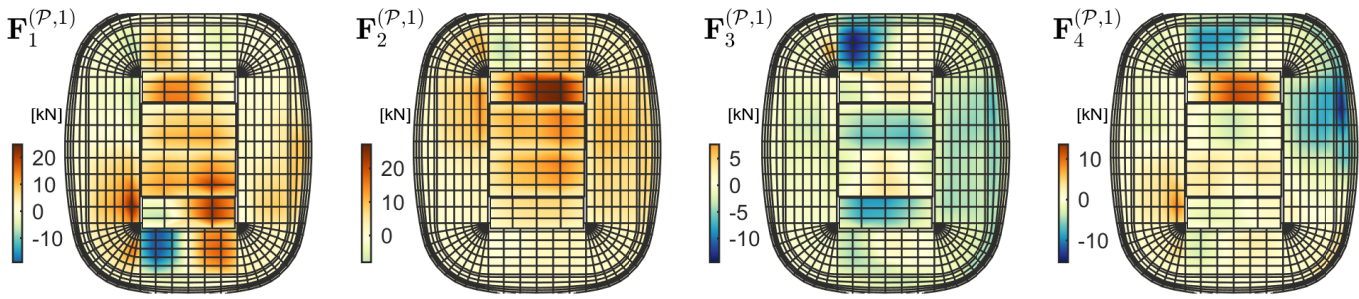 F₁^(𝒫,1) F₂^(𝒫,1) F₃^(𝒫,1) F₄^(𝒫,1)
[kN] [kN] [kN] [kN]
20 10 0 -10
20 10 0
5 0 -5 -10
10 0 -10